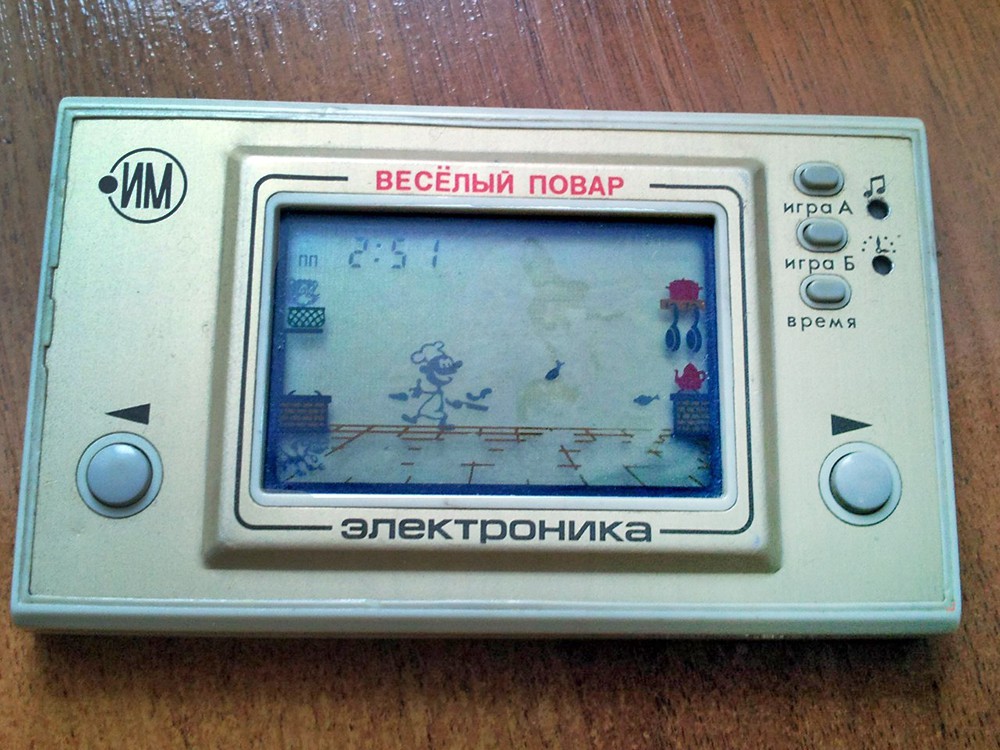 ИМ
ВЕСЁЛЫЙ ПОВАР
пп 2:51
игра А
игра Б
время
электроника